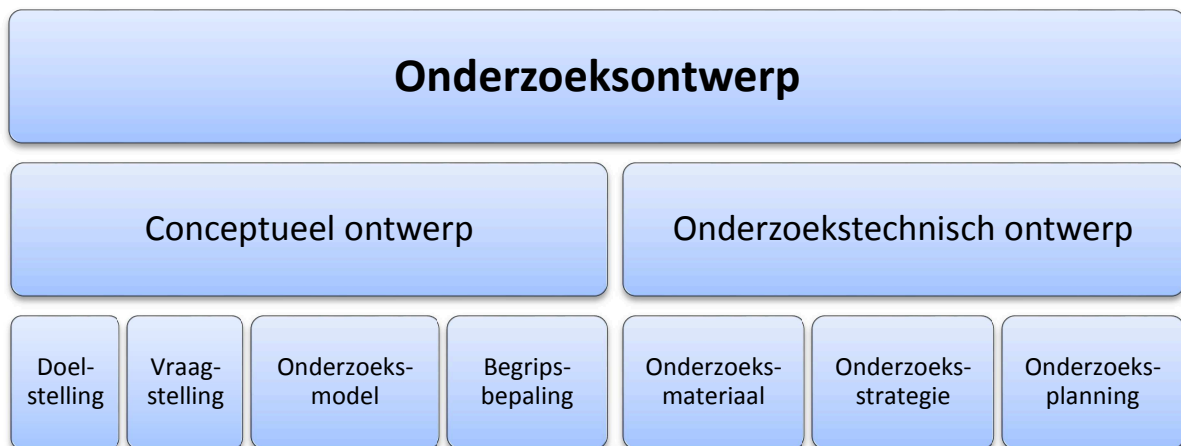 Onderzoeksontwerp
Conceptueel ontwerp
Onderzoekstechnisch ontwerp
Doel-
stelling
Vraag-
stelling
Onderzoeks-
model
Begrips-
bepaling
Onderzoeks-
materiaal
Onderzoeks-
strategie
Onderzoeks-
planning